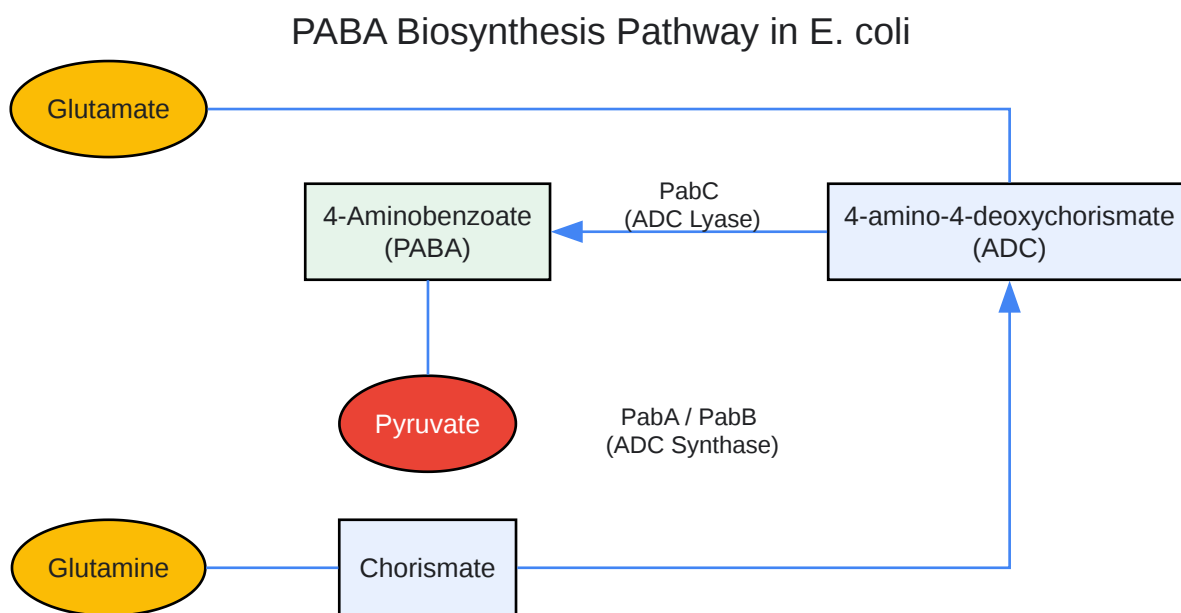 PABA Biosynthesis Pathway in E. coli
Glutamate
4-Aminobenzoate
(PABA)
PabC
(ADC Lyase)
4-amino-4-deoxychorismate
(ADC)
Pyruvate
PabA / PabB
(ADC Synthase)
Glutamine
Chorismate